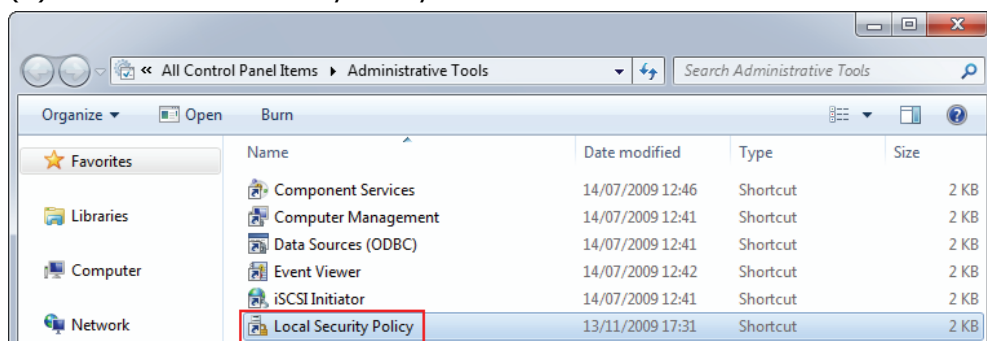 « All Control Panel Items ▸ Administrative Tools Search Administrative Tools
Organize ▼ Open Burn
Favorites
Libraries
Computer
Network
Name Date modified Type Size
Component Services 14/07/2009 12:46 Shortcut 2 KB
Computer Management 14/07/2009 12:41 Shortcut 2 KB
Data Sources (ODBC) 14/07/2009 12:41 Shortcut 2 KB
Event Viewer 14/07/2009 12:42 Shortcut 2 KB
iSCSI Initiator 14/07/2009 12:41 Shortcut 2 KB
Local Security Policy 13/11/2009 17:31 Shortcut 2 KB